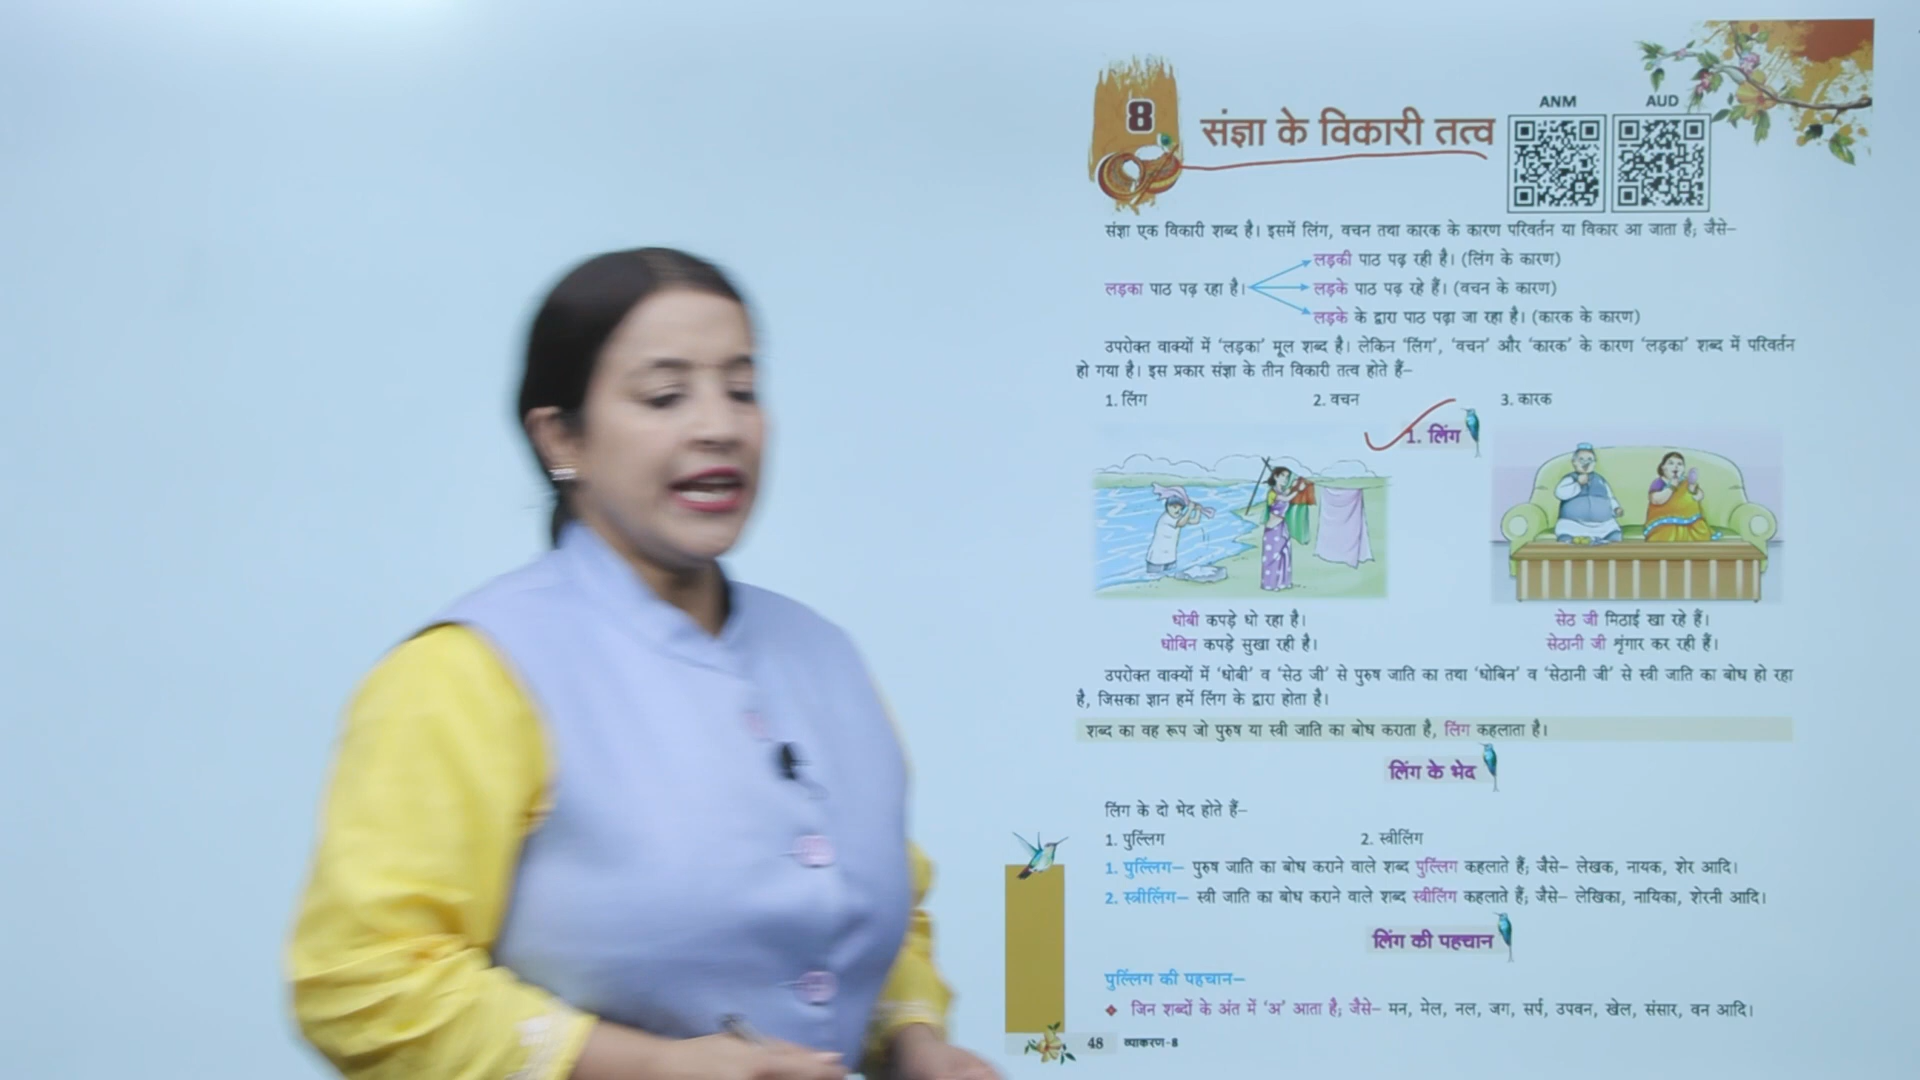 8
संज्ञा के विकारी तत्व
ANM
AUD
संज्ञा एक विकारी शब्द है। इसमें लिंग, वचन तथा कारक के कारण परिवर्तन या विकार आ जाता है; जैसे–
लड़की पाठ पढ़ रही है। (लिंग के कारण)
लड़का पाठ पढ़ रहा है।
लड़के पाठ पढ़ रहे हैं। (वचन के कारण)
लड़के के द्वारा पाठ पढ़ा जा रहा है। (कारक के कारण)
उपरोक्त वाक्यों में ‘लड़का’ मूल शब्द है। लेकिन ‘लिंग’, ‘वचन’ और ‘कारक’ के कारण ‘लड़का’ शब्द में परिवर्तन
हो गया है। इस प्रकार संज्ञा के तीन विकारी तत्व होते हैं–
1. लिंग 2. वचन 3. कारक
1. लिंग
धोबी कपड़े धो रहा है।
धोबिन कपड़े सुखा रही है।
सेठ जी मिठाई खा रहे हैं।
सेठानी जी शृंगार कर रही हैं।
उपरोक्त वाक्यों में ‘धोबी’ व ‘सेठ जी’ से पुरुष जाति का तथा ‘धोबिन’ व ‘सेठानी जी’ से स्त्री जाति का बोध हो रहा
है, जिसका ज्ञान हमें लिंग के द्वारा होता है।
शब्द का वह रूप जो पुरुष या स्त्री जाति का बोध कराता है, लिंग कहलाता है।
लिंग के भेद
लिंग के दो भेद होते हैं–
1. पुल्लिंग 2. स्त्रीलिंग
1. पुल्लिंग– पुरुष जाति का बोध कराने वाले शब्द पुल्लिंग कहलाते हैं; जैसे– लेखक, नायक, शेर आदि।
2. स्त्रीलिंग– स्त्री जाति का बोध कराने वाले शब्द स्त्रीलिंग कहलाते हैं; जैसे– लेखिका, नायिका, शेरनी आदि।
लिंग की पहचान
पुल्लिंग की पहचान–
❖ जिन शब्दों के अंत में ‘अ’ आता है; जैसे– मन, मेल, नल, जग, सर्प, उपवन, खेल, संसार, वन आदि।
48 व्याकरण-8